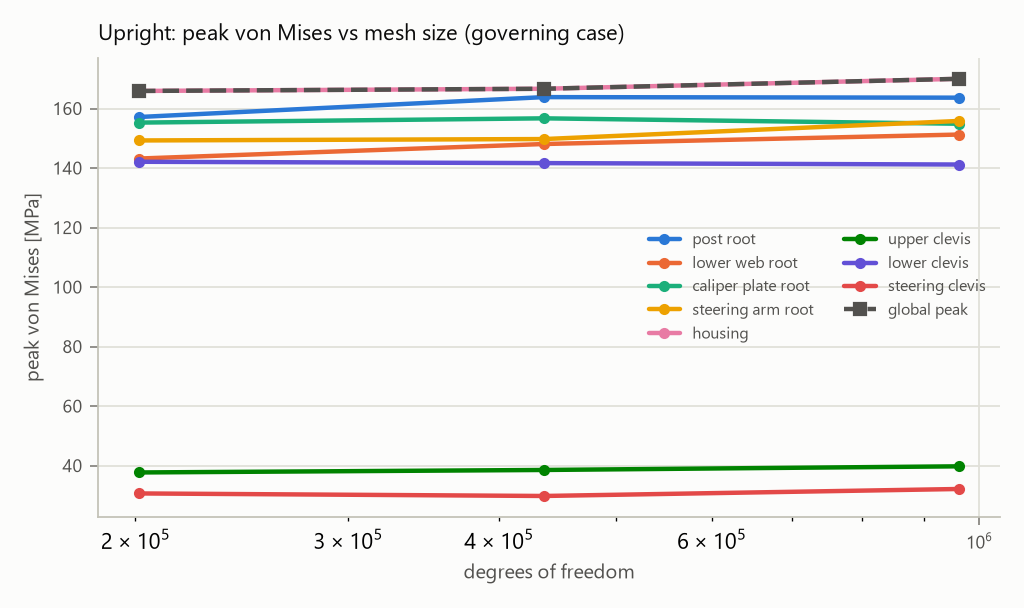 Upright: peak von Mises vs mesh size (governing case)
peak von Mises [MPa]
160
140
120
100
80
60
40
post root
lower web root
caliper plate root
steering arm root
housing
upper clevis
lower clevis
steering clevis
global peak
2 × 10⁵
3 × 10⁵
4 × 10⁵
6 × 10⁵
10⁶
degrees of freedom